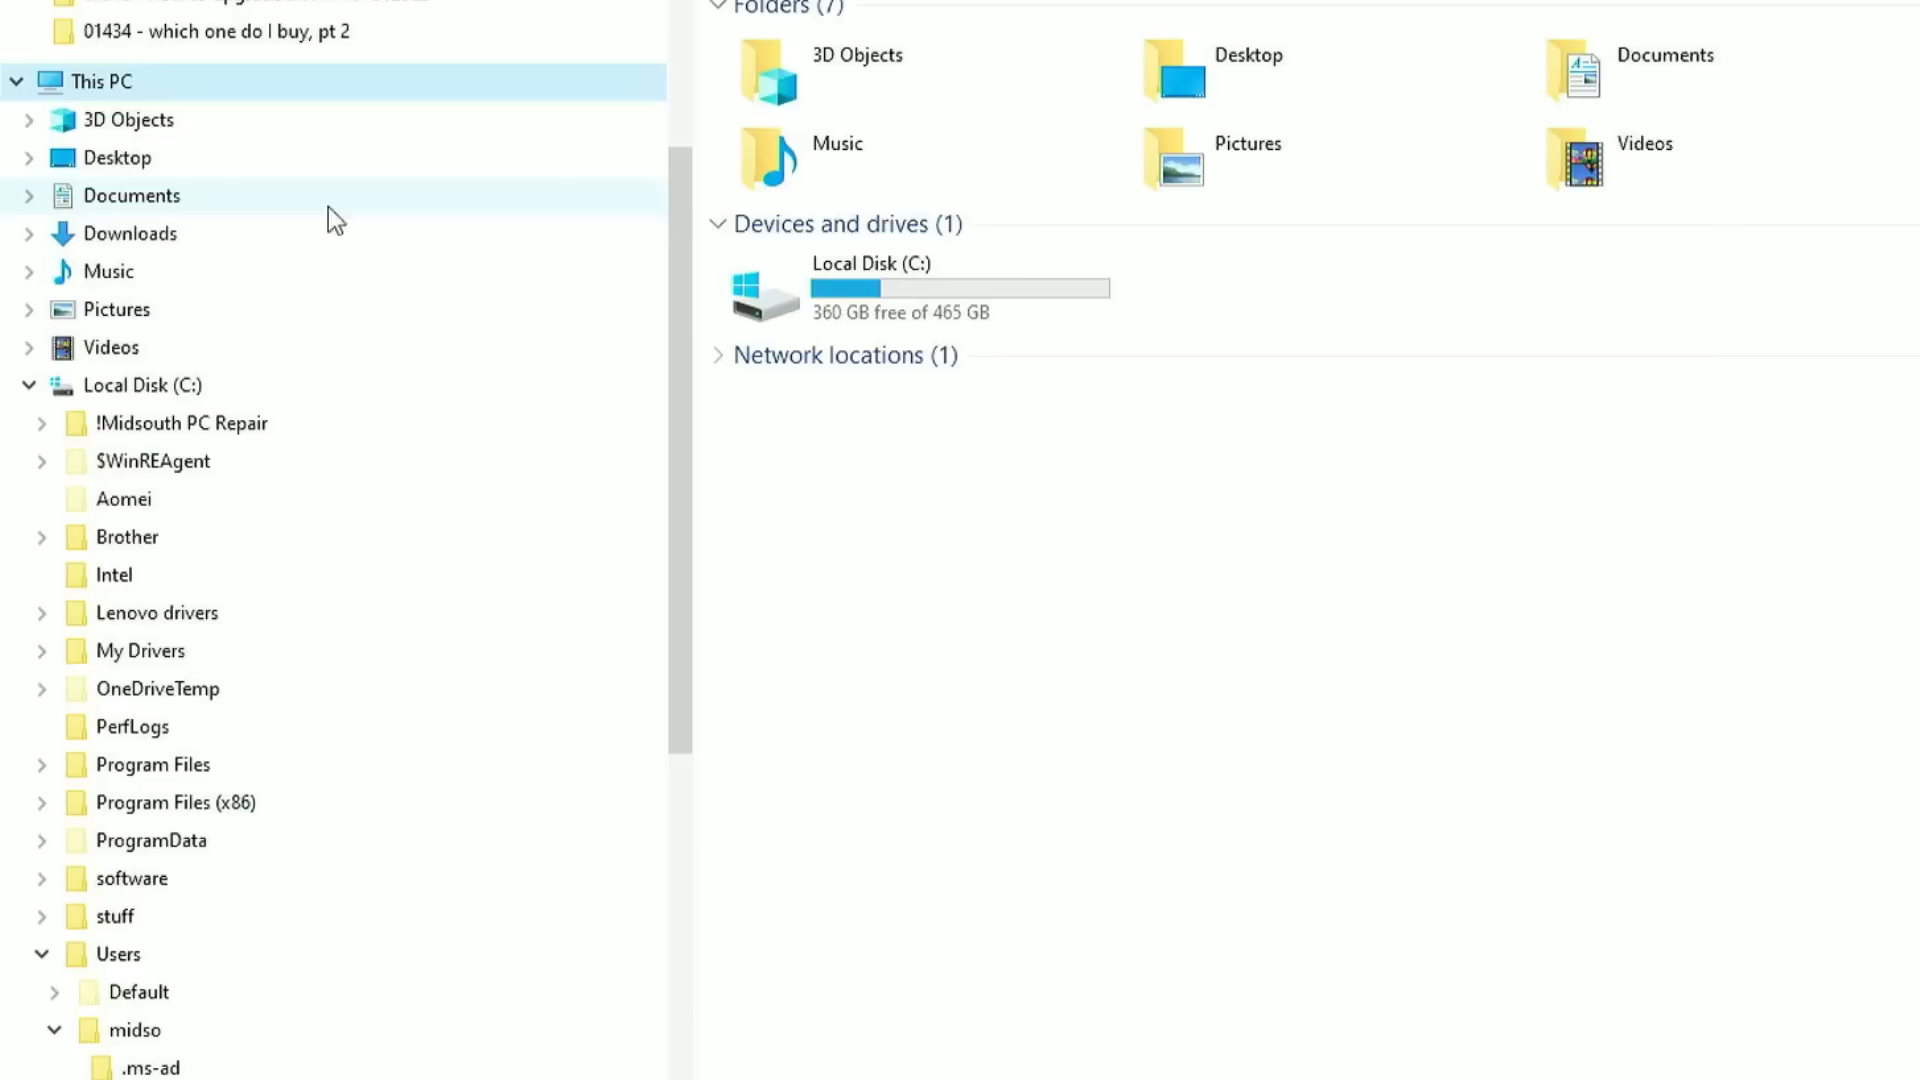 01434 - which one do I buy, pt 2
This PC
3D Objects
Desktop
Documents
Downloads
Music
Pictures
Videos
Local Disk (C:)
!Midsouth PC Repair
$WinREAgent
Aomei
Brother
Intel
Lenovo drivers
My Drivers
OneDriveTemp
PerfLogs
Program Files
Program Files (x86)
ProgramData
software
stuff
Users
Default
midso
.ms-ad
Folders (7)
3D Objects
Desktop
Documents
Music
Pictures
Videos
Devices and drives (1)
Local Disk (C:)
360 GB free of 465 GB
Network locations (1)